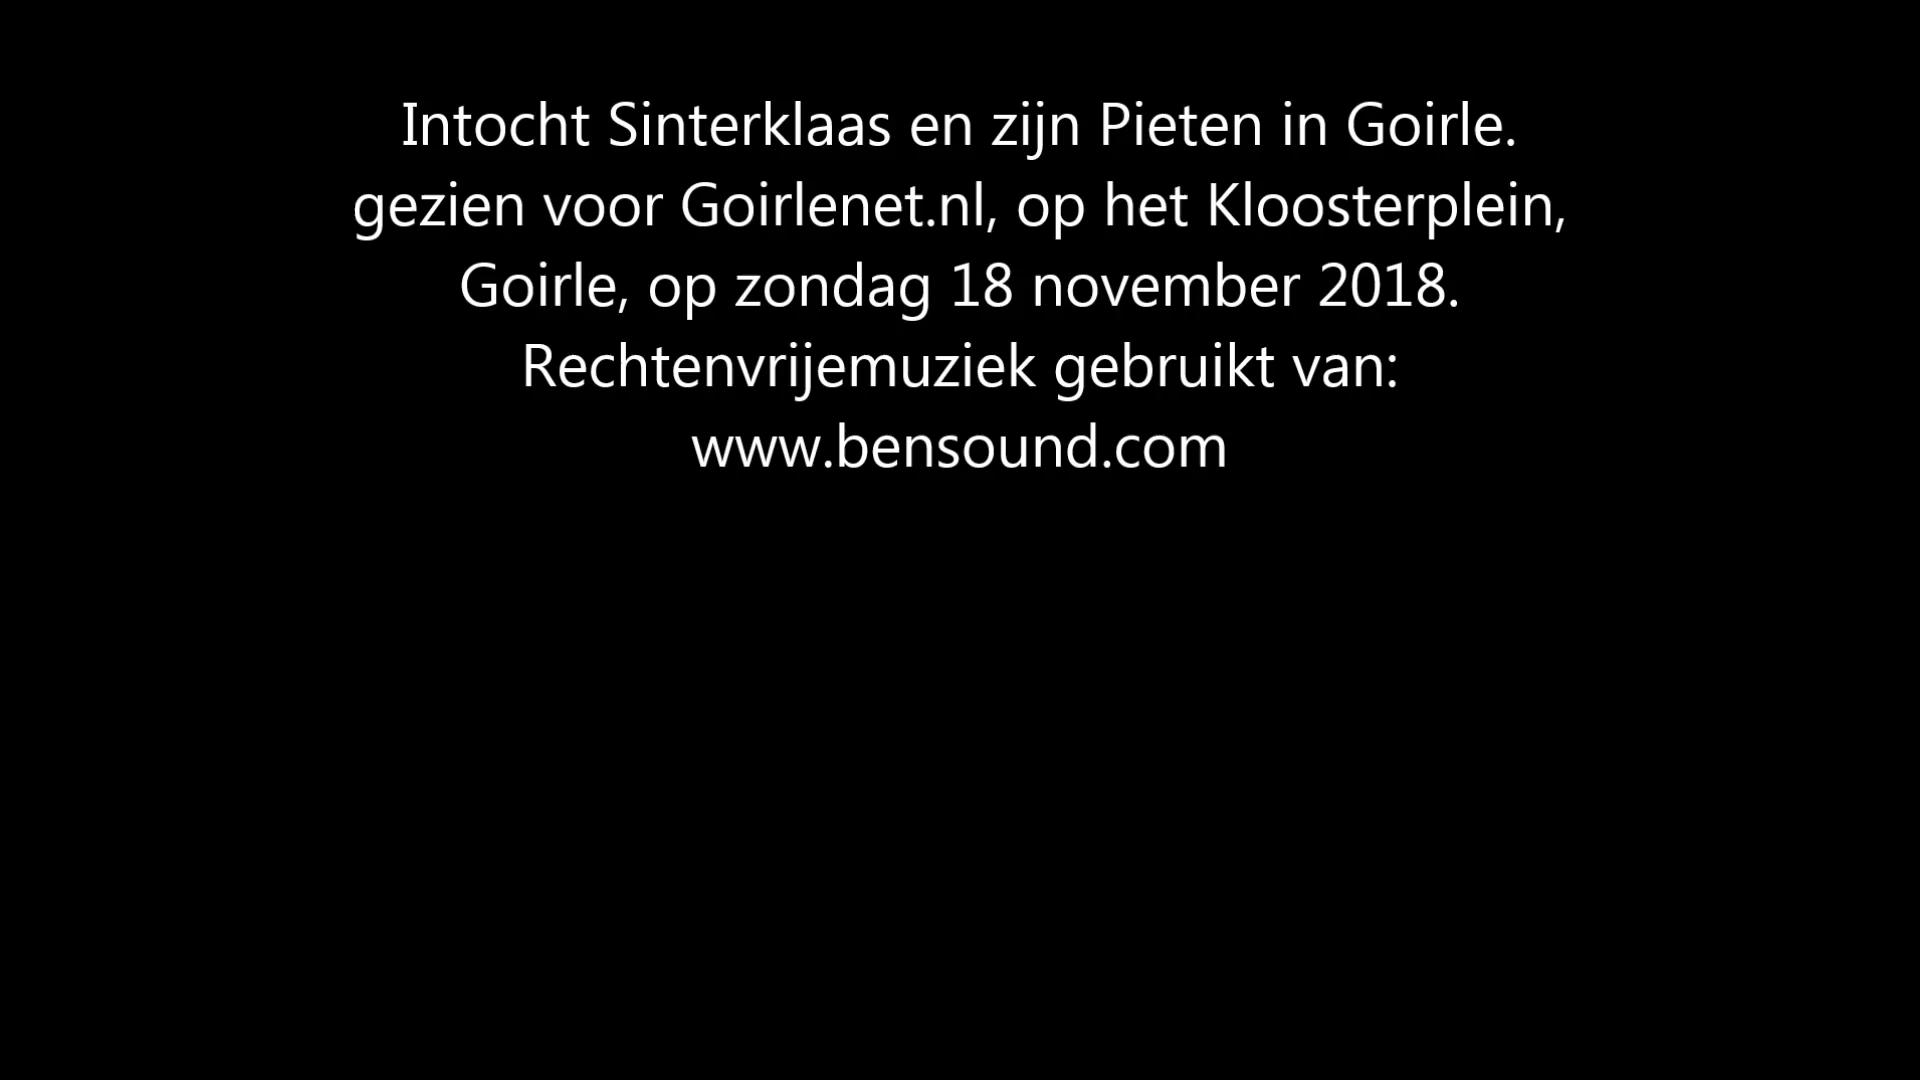 Intocht Sinterklaas en zijn Pieten in Goirle.
gezien voor Goirlenet.nl, op het Kloosterplein,
Goirle, op zondag 18 november 2018.
Rechtenvrijemuziek gebruikt van:
www.bensound.com